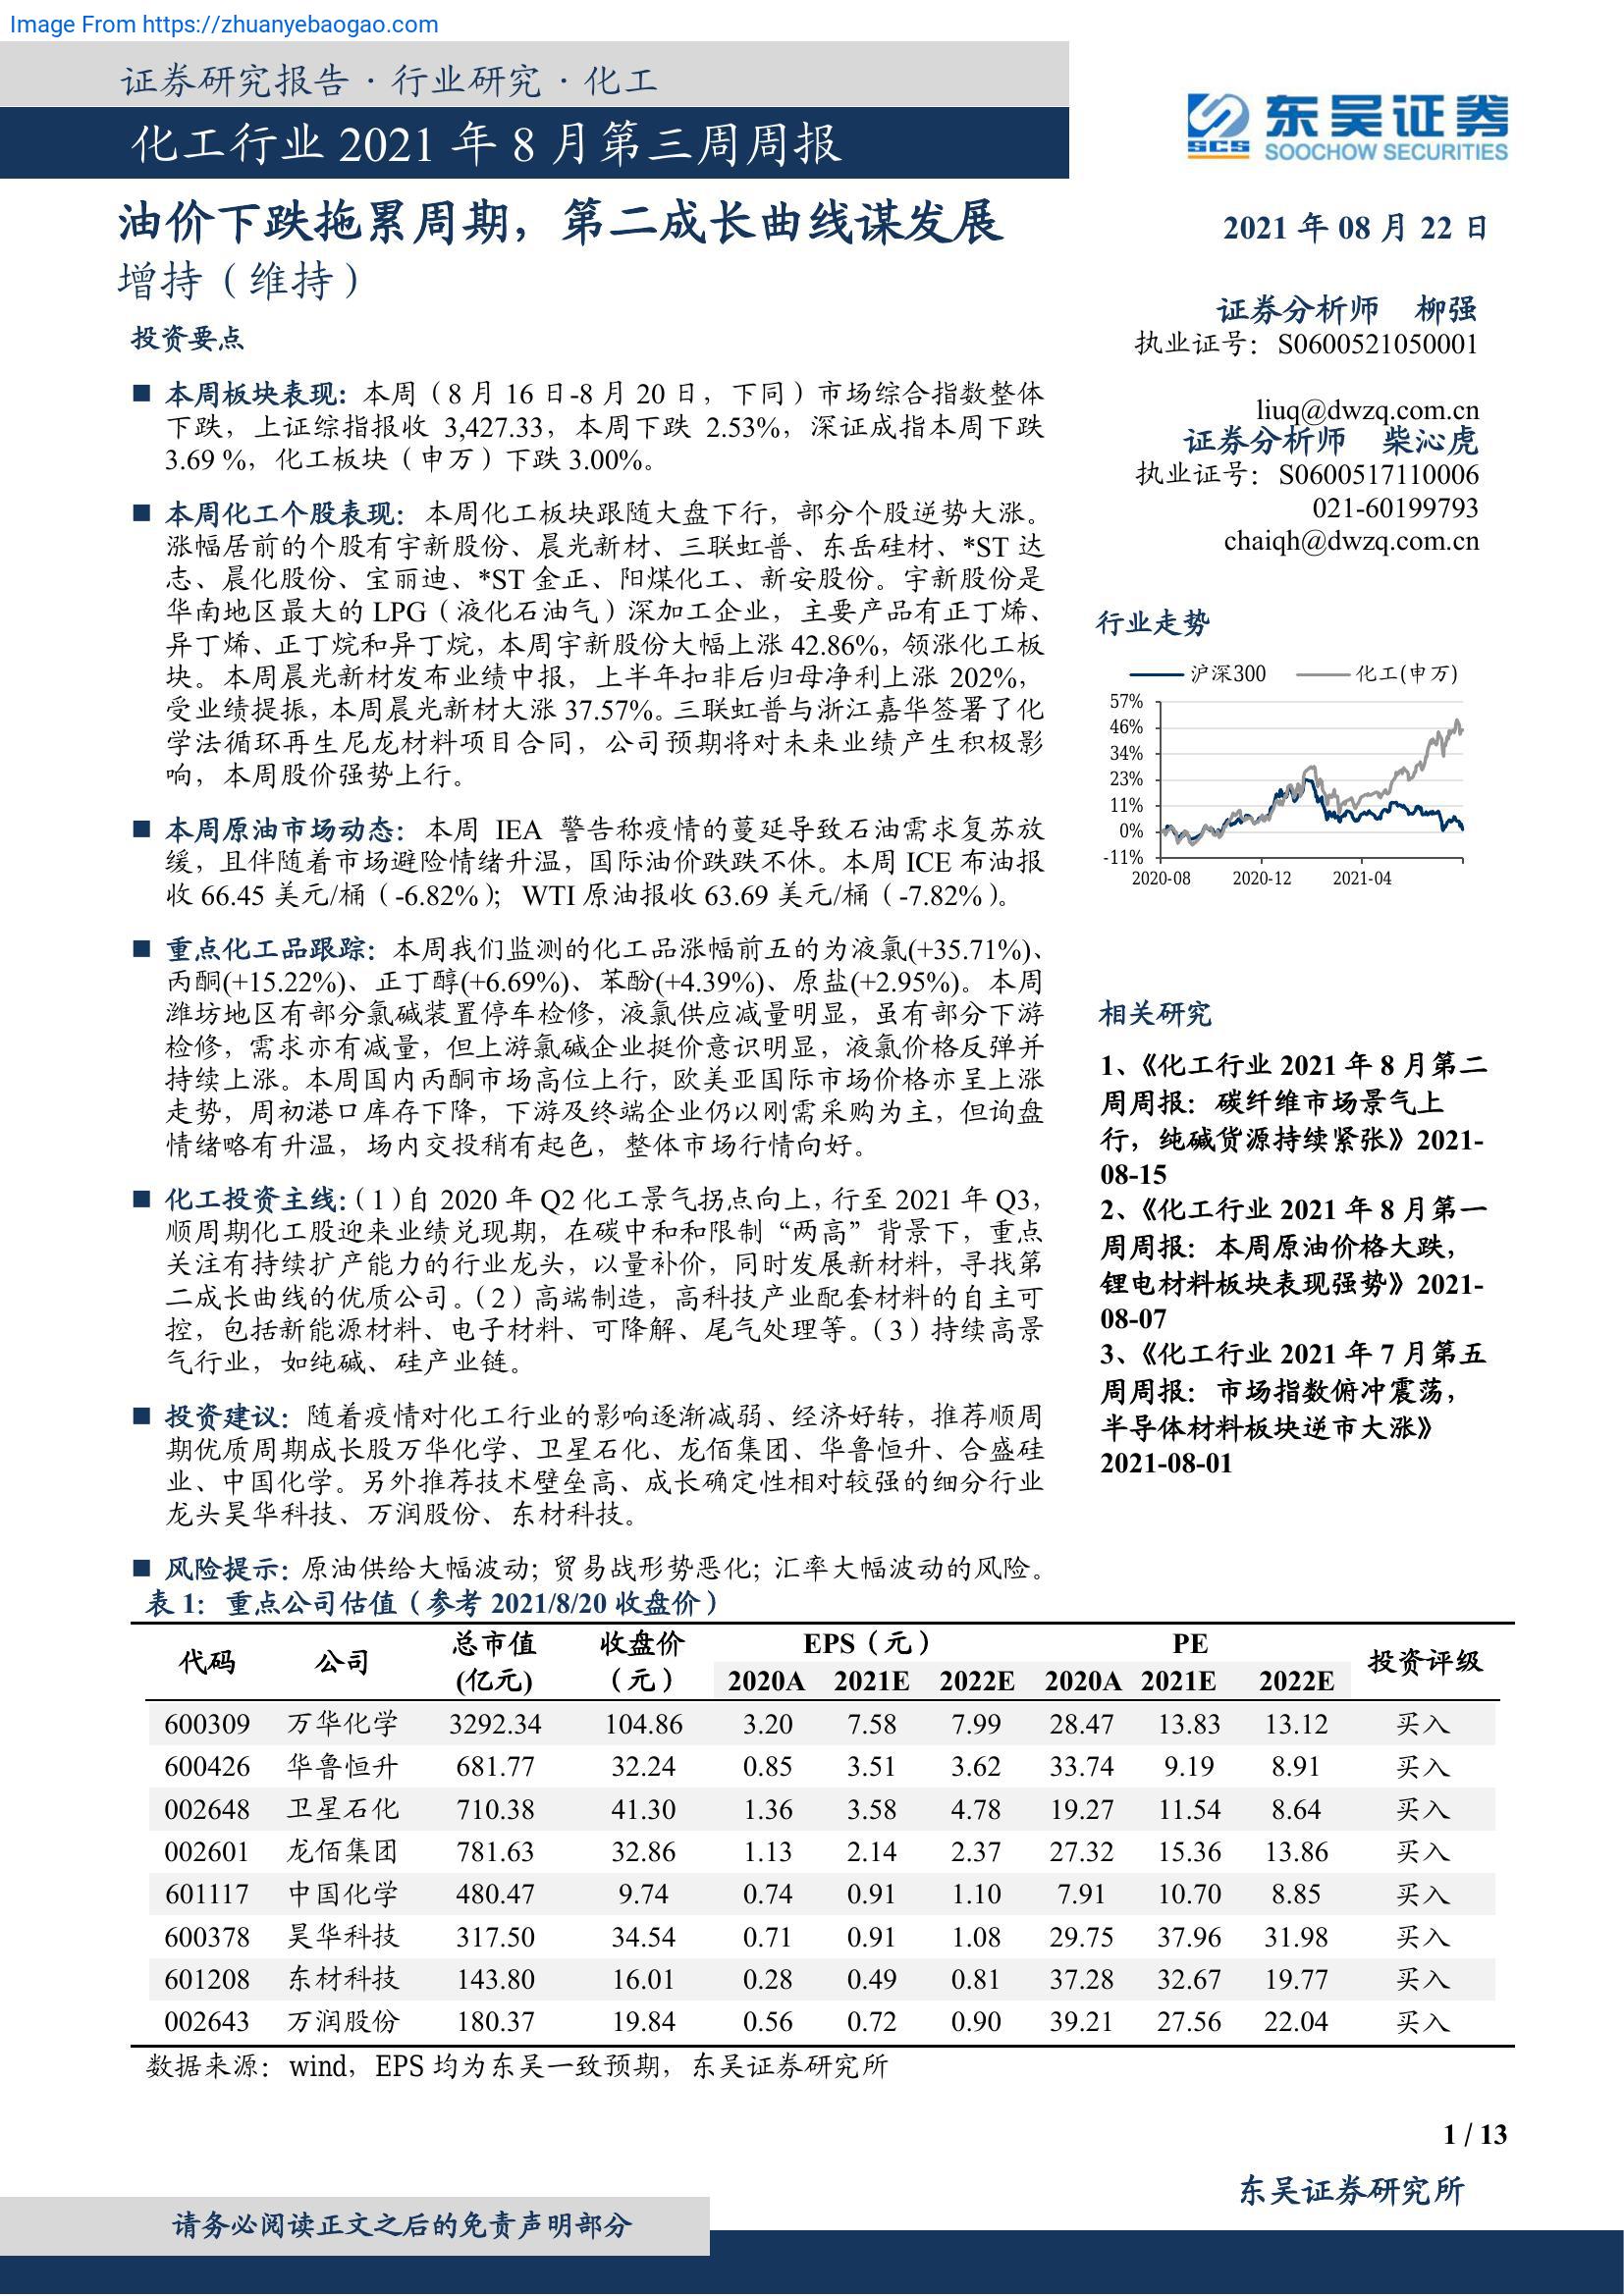 Image From https://zhuanyebaogao.com
证券研究报告·行业研究·化工
化工行业 2021 年 8 月第三周周报
东吴证券
SCS
SOOCHOW SECURITIES
油价下跌拖累周期，第二成长曲线谋发展
增持（维持）
投资要点
■ 本周板块表现：本周（8 月 16 日-8 月 20 日，下同）市场综合指数整体
下跌，上证综指报收 3,427.33，本周下跌 2.53%，深证成指本周下跌
3.69 %，化工板块（申万）下跌 3.00%。
■ 本周化工个股表现：本周化工板块跟随大盘下行，部分个股逆势大涨。
涨幅居前的个股有宇新股份、晨光新材、三联虹普、东岳硅材、*ST 达
志、晨化股份、宝丽迪、*ST 金正、阳煤化工、新安股份。宇新股份是
华南地区最大的 LPG（液化石油气）深加工企业，主要产品有正丁烯、
异丁烯、正丁烷和异丁烷，本周宇新股份大幅上涨 42.86%，领涨化工板
块。本周晨光新材发布业绩中报，上半年扣非后归母净利上涨 202%，
受业绩提振，本周晨光新材大涨 37.57%。三联虹普与浙江嘉华签署了化
学法循环再生尼龙材料项目合同，公司预期将对未来业绩产生积极影
响，本周股价强势上行。
■ 本周原油市场动态：本周 IEA 警告称疫情的蔓延导致石油需求复苏放
缓，且伴随着市场避险情绪升温，国际油价跌跌不休。本周 ICE 布油报
收 66.45 美元/桶（-6.82%）；WTI 原油报收 63.69 美元/桶（-7.82%）。
■ 重点化工品跟踪：本周我们监测的化工品涨幅前五的为液氯(+35.71%)、
丙酮(+15.22%)、正丁醇(+6.69%)、苯酚(+4.39%)、原盐(+2.95%)。本周
潍坊地区有部分氯碱装置停车检修，液氯供应减量明显，虽有部分下游
检修，需求亦有减量，但上游氯碱企业挺价意识明显，液氯价格反弹并
持续上涨。本周国内丙酮市场高位上行，欧美亚国际市场价格亦呈上涨
走势，周初港口库存下降，下游及终端企业仍以刚需采购为主，但询盘
情绪略有升温，场内交投稍有起色，整体市场行情向好。
■ 化工投资主线：（1）自 2020 年 Q2 化工景气拐点向上，行至 2021 年 Q3，
顺周期化工股迎来业绩兑现期，在碳中和和限制“两高”背景下，重点
关注有持续扩产能力的行业龙头，以量补价，同时发展新材料，寻找第
二成长曲线的优质公司。（2）高端制造，高科技产业配套材料的自主可
控，包括新能源材料、电子材料、可降解、尾气处理等。（3）持续高景
气行业，如纯碱、硅产业链。
■ 投资建议：随着疫情对化工行业的影响逐渐减弱、经济好转，推荐顺周
期优质周期成长股万华化学、卫星石化、龙佰集团、华鲁恒升、合盛硅
业、中国化学。另外推荐技术壁垒高、成长确定性相对较强的细分行业
龙头昊华科技、万润股份、东材科技。
■ 风险提示：原油供给大幅波动；贸易战形势恶化；汇率大幅波动的风险。
2021 年 08 月 22 日
证券分析师 柳强
执业证号：S0600521050001
liuq@dwzq.com.cn
证券分析师 柴沁虎
执业证号：S0600517110006
021-60199793
chaiqh@dwzq.com.cn
行业走势
沪深300 化工(申万)
57%
46%
34%
23%
11%
0%
-11%
2020-08 2020-12 2021-04
相关研究
1、《化工行业 2021 年 8 月第二
周周报：碳纤维市场景气上
行，纯碱货源持续紧张》2021-
08-15
2、《化工行业 2021 年 8 月第一
周周报：本周原油价格大跌，
锂电材料板块表现强势》2021-
08-07
3、《化工行业 2021 年 7 月第五
周周报：市场指数俯冲震荡，
半导体材料板块逆市大涨》
2021-08-01
表 1：重点公司估值（参考 2021/8/20 收盘价）
代码 公司 总市值(亿元) 收盘价（元） EPS（元） PE 投资评级
2020A 2021E 2022E 2020A 2021E 2022E
600309 万华化学 3292.34 104.86 3.20 7.58 7.99 28.47 13.83 13.12 买入
600426 华鲁恒升 681.77 32.24 0.85 3.51 3.62 33.74 9.19 8.91 买入
002648 卫星石化 710.38 41.30 1.36 3.58 4.78 19.27 11.54 8.64 买入
002601 龙佰集团 781.63 32.86 1.13 2.14 2.37 27.32 15.36 13.86 买入
601117 中国化学 480.47 9.74 0.74 0.91 1.10 7.91 10.70 8.85 买入
600378 昊华科技 317.50 34.54 0.71 0.91 1.08 29.75 37.96 31.98 买入
601208 东材科技 143.80 16.01 0.28 0.49 0.81 37.28 32.67 19.77 买入
002643 万润股份 180.37 19.84 0.56 0.72 0.90 39.21 27.56 22.04 买入
数据来源：wind，EPS 均为东吴一致预期，东吴证券研究所
1 / 13
东吴证券研究所
请务必阅读正文之后的免责声明部分